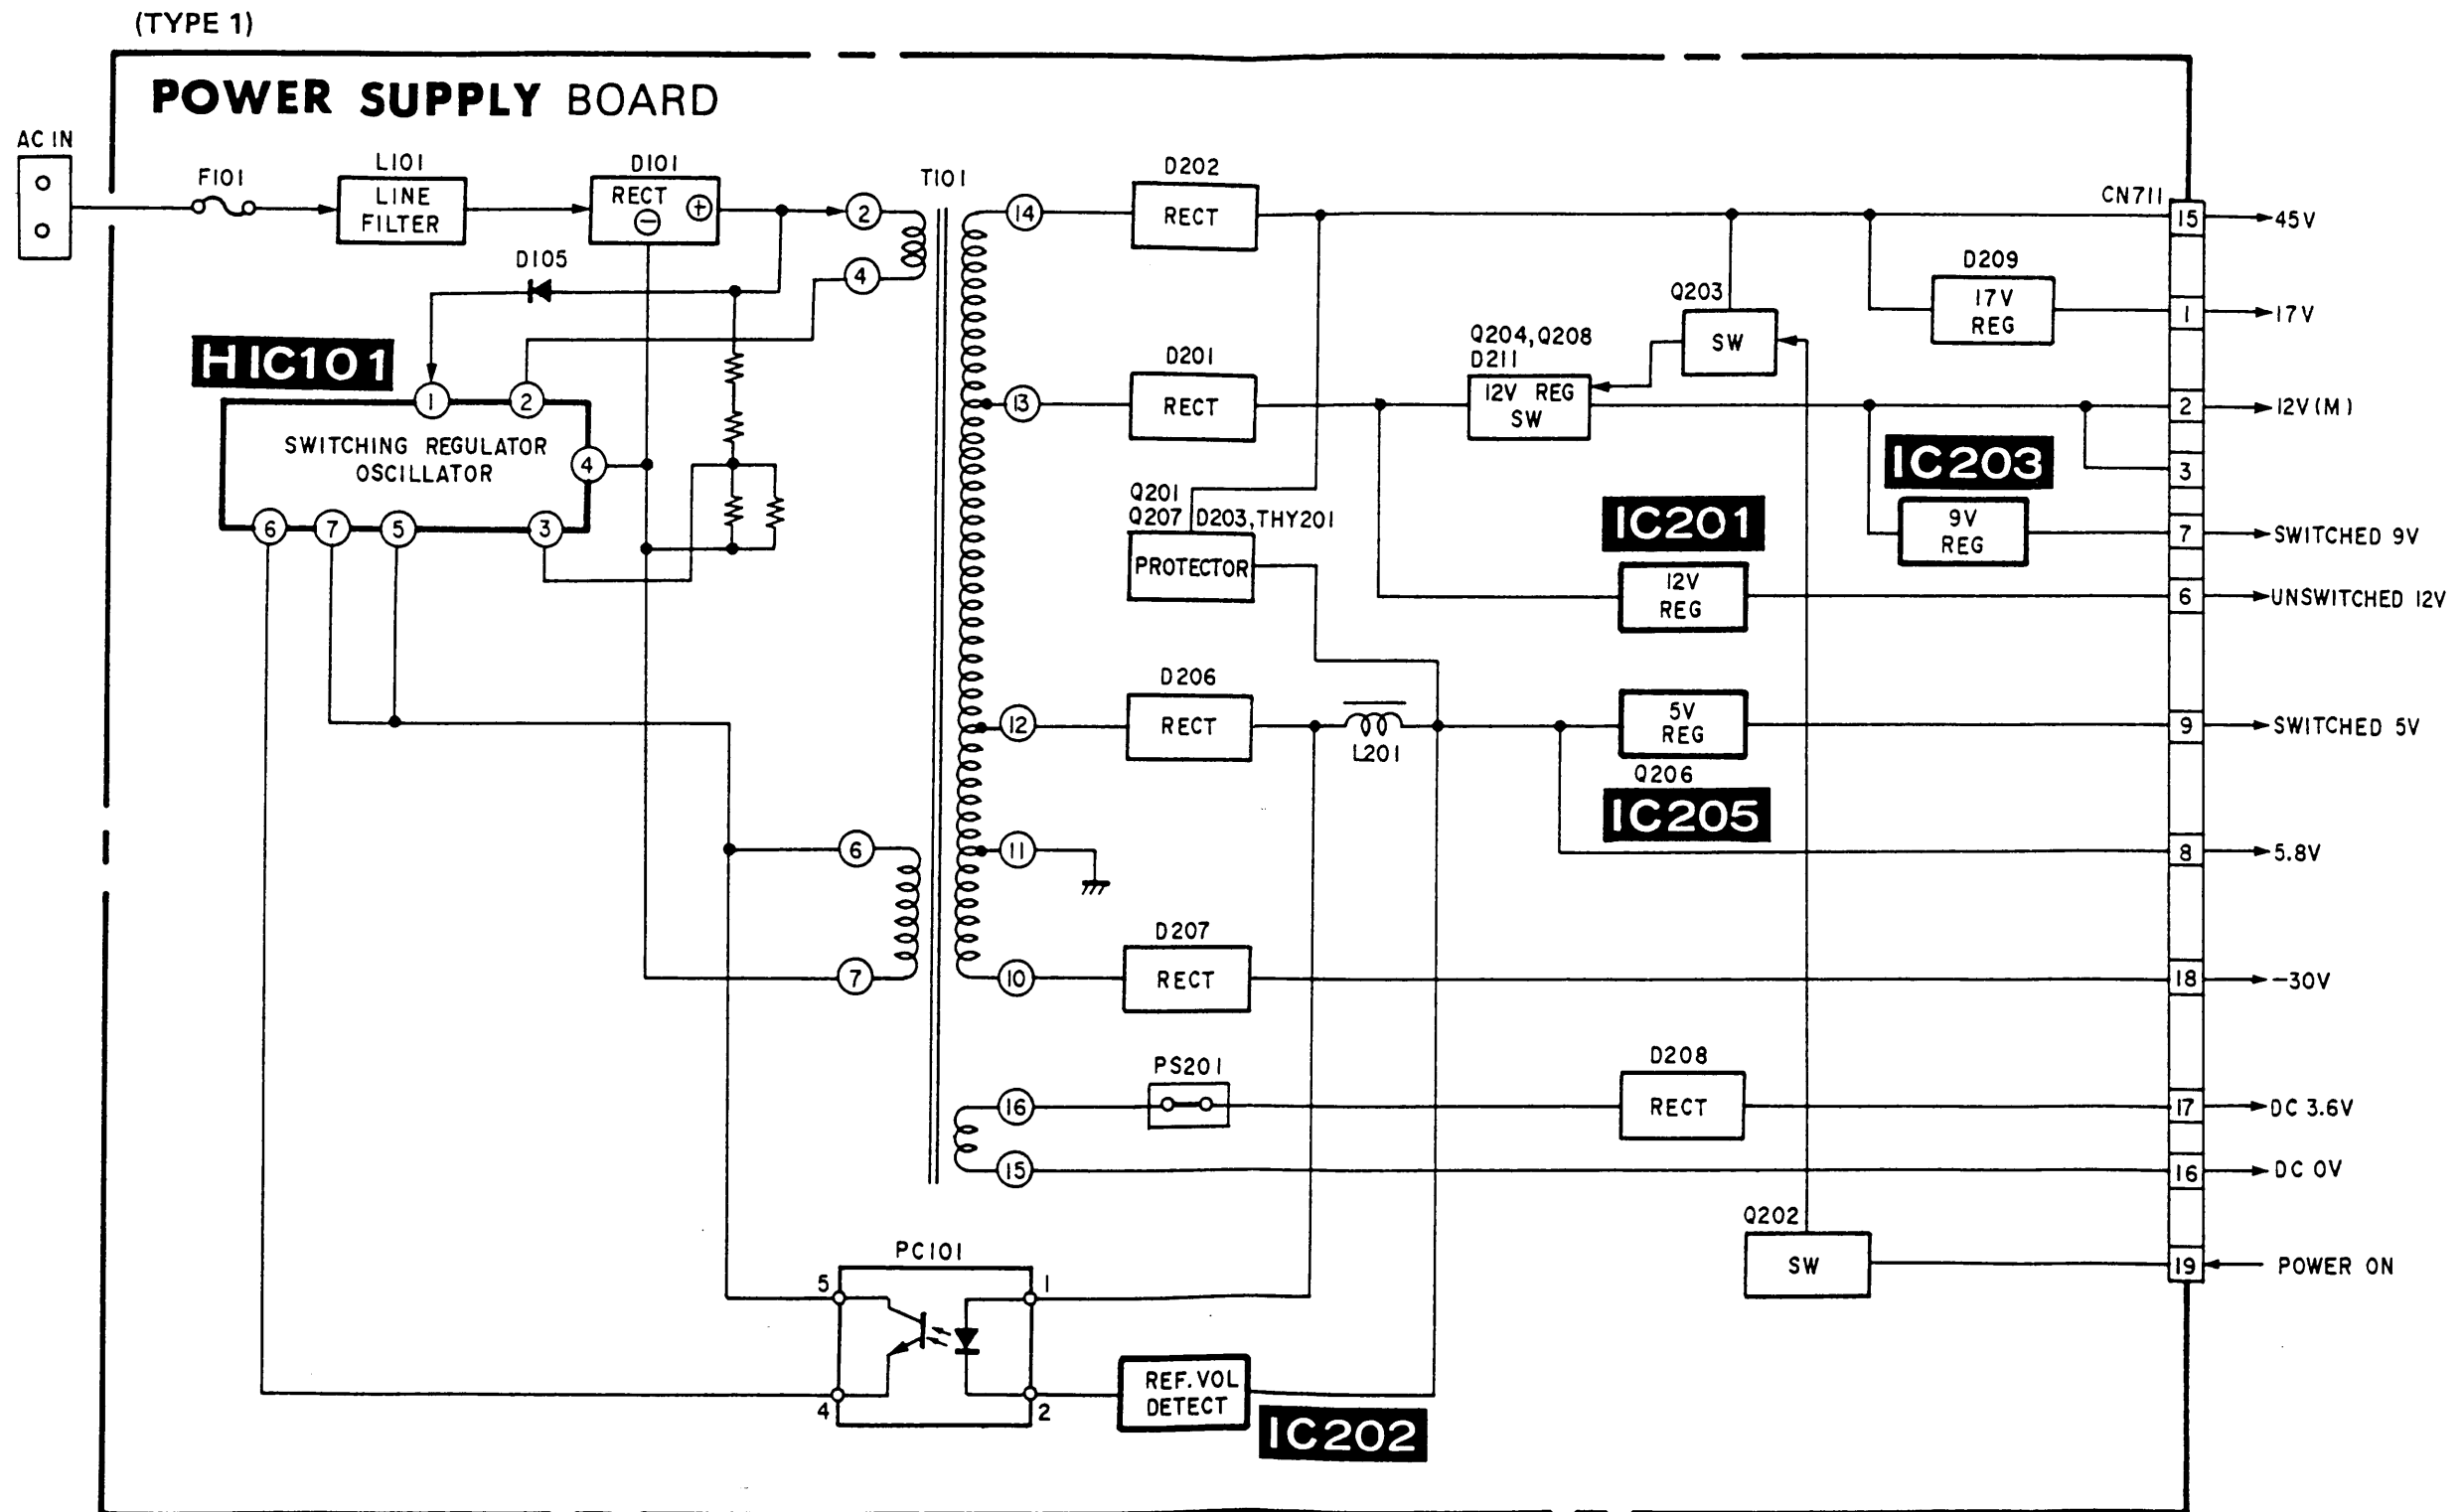 (TYPE 1)
POWER SUPPLY BOARD
AC IN
F101
L101
LINE
FILTER
D101
RECT
T101
2
4
D105
HIC101
1
2
SWITCHING REGULATOR
OSCILLATOR
4
6
7
5
3
14
D202
RECT
CN711
15
45V
D209
17V
REG
1
17V
Q203
SW
13
D201
RECT
Q204,Q208
D211
12V REG
SW
2
12V(M)
3
IC203
9V
REG
7
SWITCHED 9V
Q201
Q207
D203,THY201
PROTECTOR
IC201
12V
REG
6
UNSWITCHED 12V
12
D206
RECT
L201
5V
REG
Q206
IC205
9
SWITCHED 5V
8
5.8V
6
7
11
10
D207
RECT
18
-30V
16
PS201
D208
RECT
17
DC 3.6V
15
16
DC 0V
Q202
SW
19
POWER ON
PC101
5
1
4
2
REF.VOL
DETECT
IC202